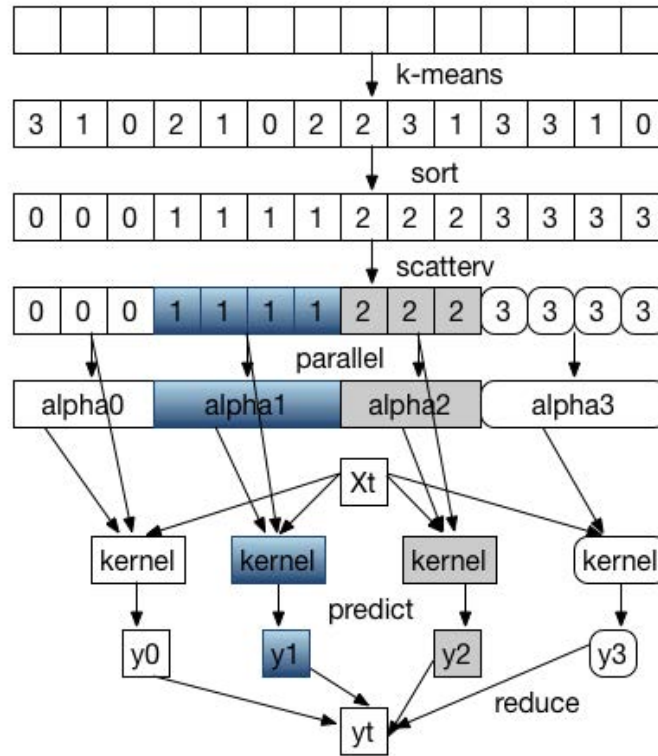 k-means
3 1 0 2 1 0 2 2 3 1 3 3 1 0
sort
0 0 0 1 1 1 1 2 2 2 3 3 3 3
scatterv
0 0 0 1 1 1 1 2 2 2 3 3 3 3
parallel
alpha0 alpha1 alpha2 alpha3
Xt
kernel kernel kernel kernel
predict
y0 y1 y2 y3
reduce
yt